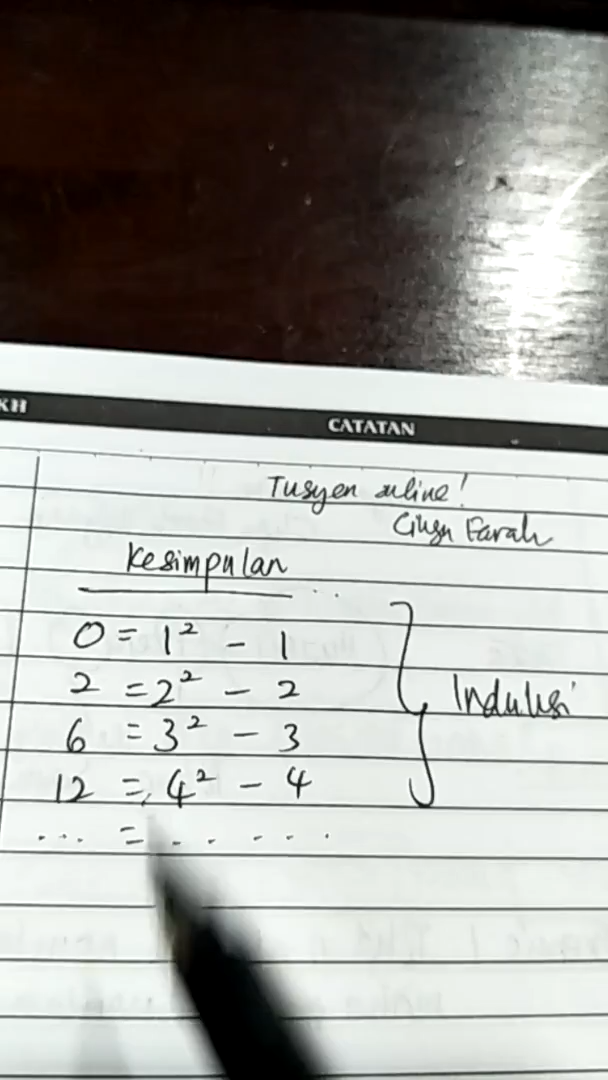 KH CATATAN
Tusyen online!
Cikgu Farah
Kesimpulan
0 = 1² - 1
2 = 2² - 2
6 = 3² - 3
12 = 4² - 4
... = .....
Induksi